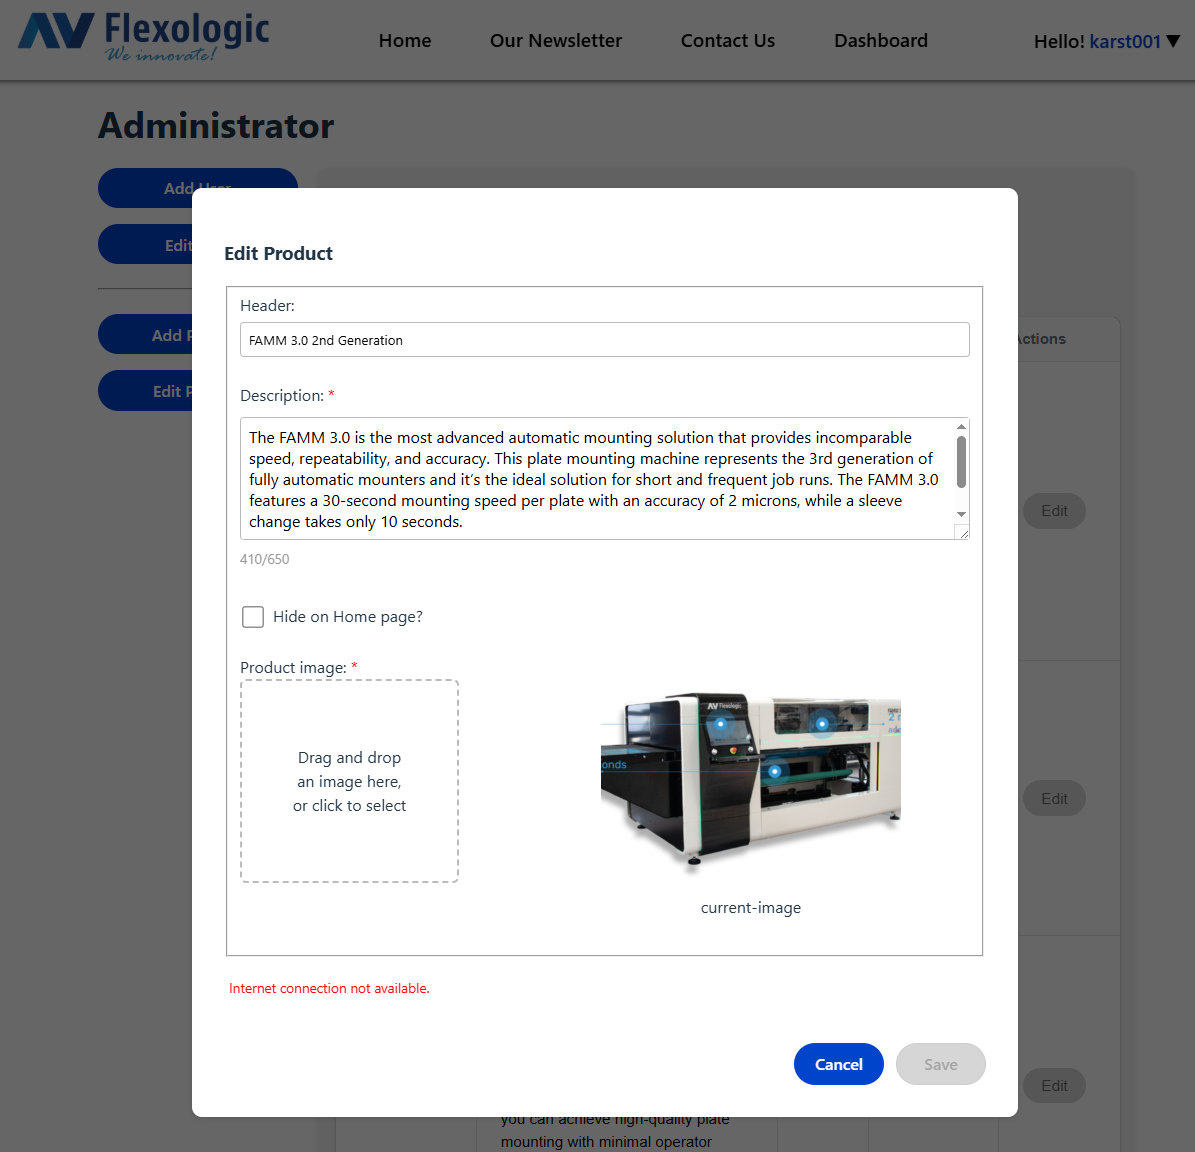 AV Flexologic
We innovate!
Home
Our Newsletter
Contact Us
Dashboard
Hello! karst001 ▼
Administrator
Add User
Edit
Add P
Edit P
Actions
Edit
Edit
Edit
Edit Product
Header:
FAMM 3.0 2nd Generation
Description: *
The FAMM 3.0 is the most advanced automatic mounting solution that provides incomparable
speed, repeatability, and accuracy. This plate mounting machine represents the 3rd generation of
fully automatic mounters and it’s the ideal solution for short and frequent job runs. The FAMM 3.0
features a 30-second mounting speed per plate with an accuracy of 2 microns, while a sleeve
change takes only 10 seconds.
410/650
Hide on Home page?
Product image: *
Drag and drop
an image here,
or click to select
AV Flexologic
onds
current-image
Internet connection not available.
Cancel
Save
you can achieve high-quality plate
mounting with minimal operator